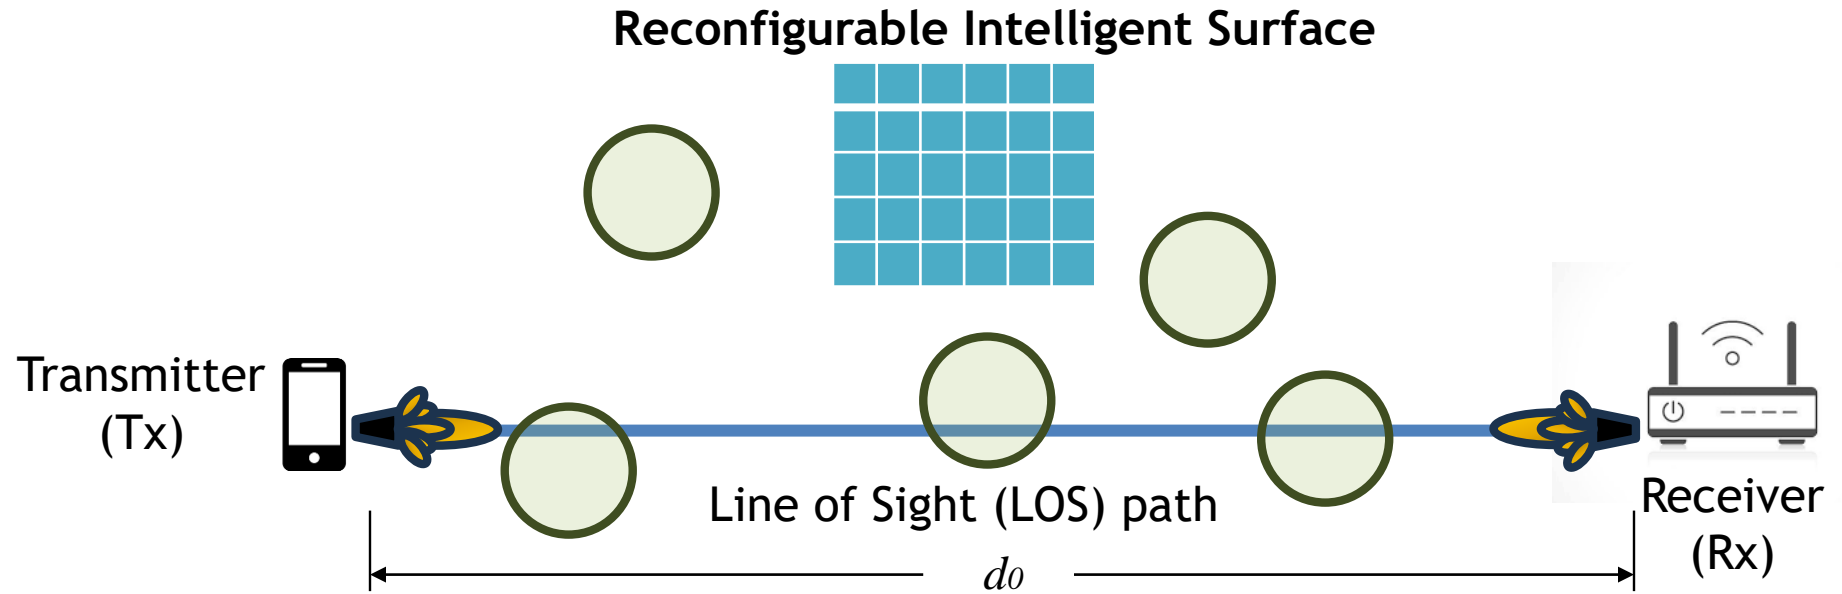 Reconfigurable Intelligent Surface
Transmitter
(Tx)
Line of Sight (LOS) path
Receiver
(Rx)
d0